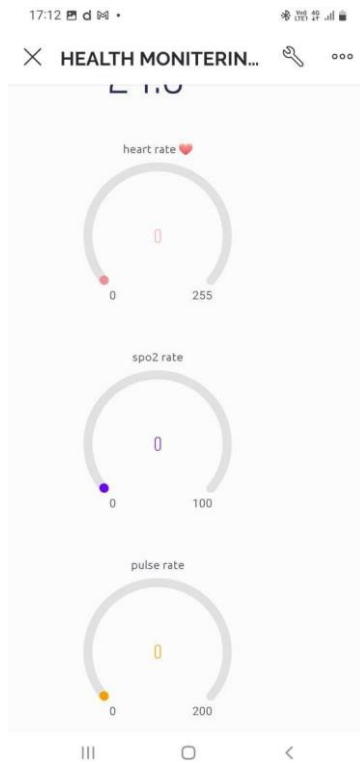 17:12
HEALTH MONITERIN...
heart rate ❤
0
0 255
spo2 rate
0
0 100
pulse rate
0
0 200